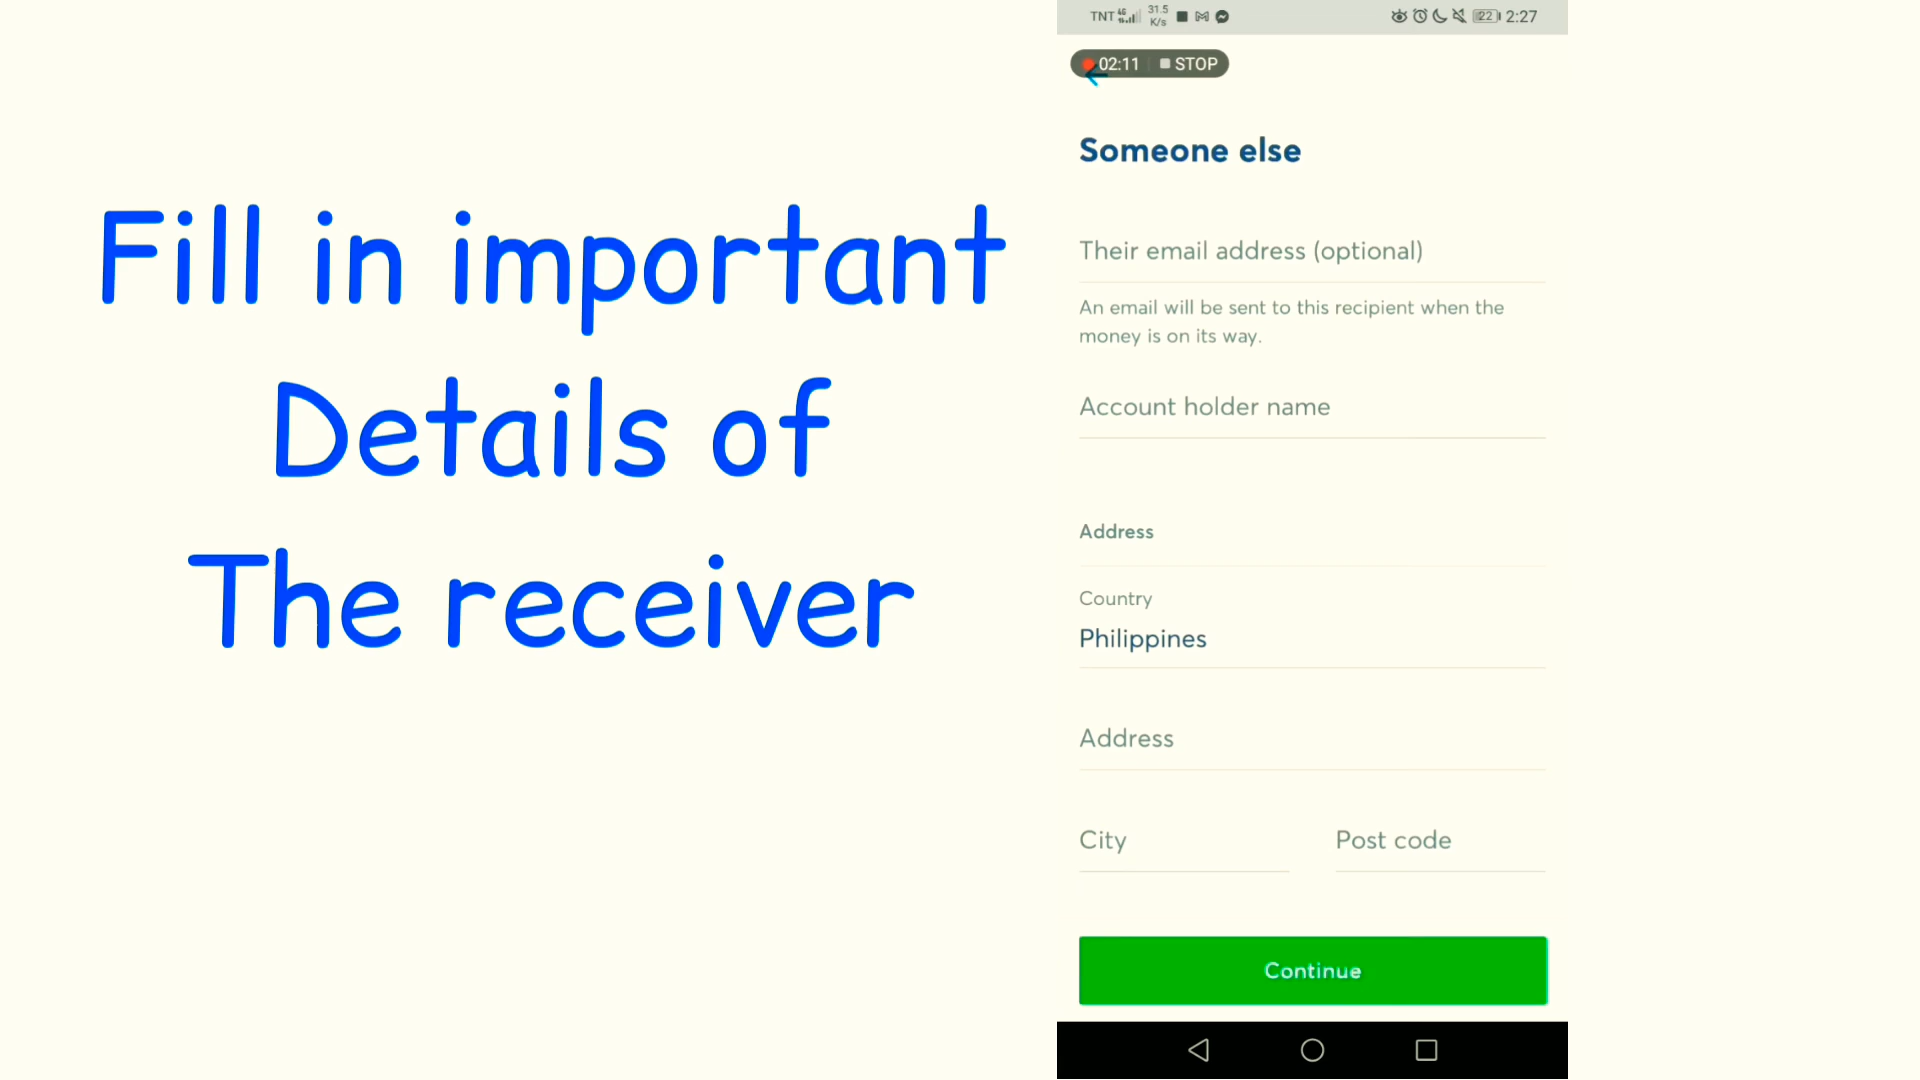 Fill in important
Details of
The receiver
TNT 4G 31.5 K/s 22 2:27
02:11 STOP
Someone else
Their email address (optional)
An email will be sent to this recipient when the
money is on its way.
Account holder name
Address
Country
Philippines
Address
City Post code
Continue